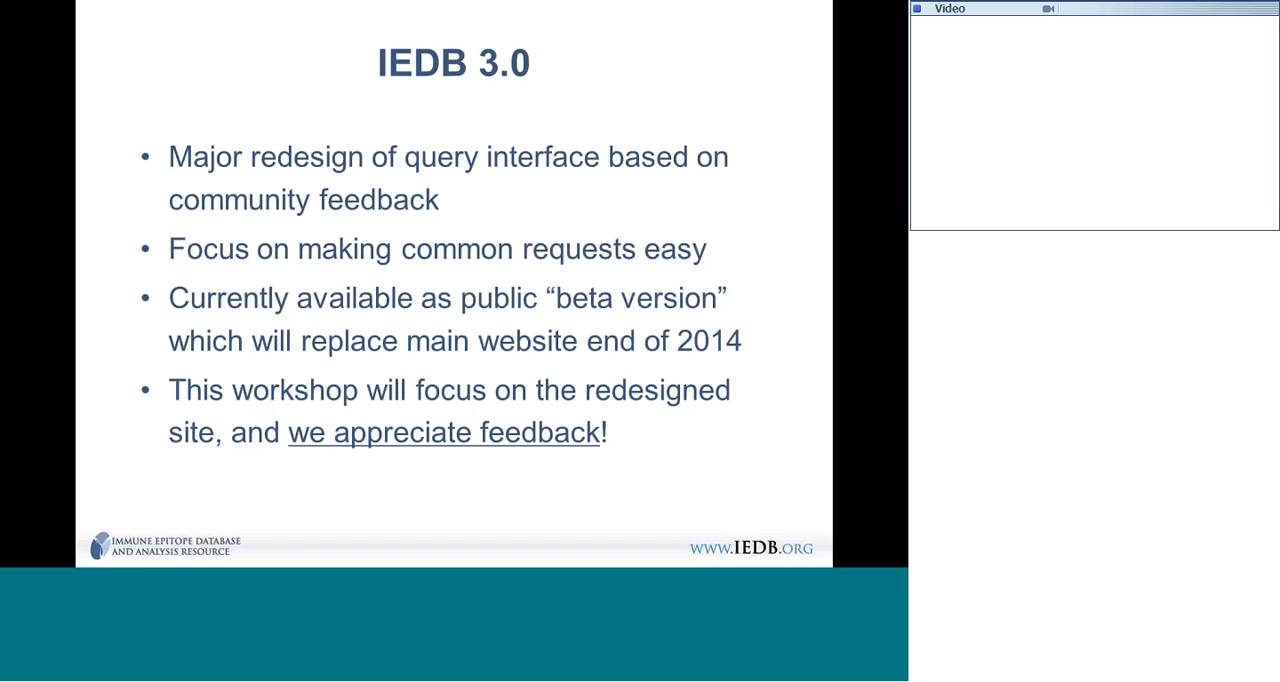 Video
IEDB 3.0
• Major redesign of query interface based on
community feedback
• Focus on making common requests easy
• Currently available as public “beta version”
which will replace main website end of 2014
• This workshop will focus on the redesigned
site, and we appreciate feedback!
IMMUNE EPITOPE DATABASE
AND ANALYSIS RESOURCE
WWW.IEDB.ORG